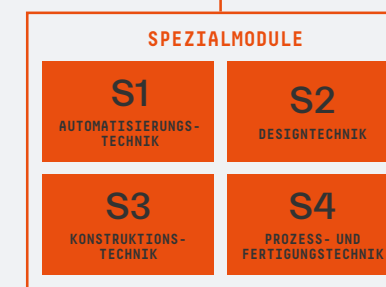 SPEZIALMODULE
S1
AUTOMATISIERUNGS-
TECHNIK
S2
DESIGNTECHNIK
S3
KONSTRUKTIONS-
TECHNIK
S4
PROZESS- UND
FERTIGUNGSTECHNIK